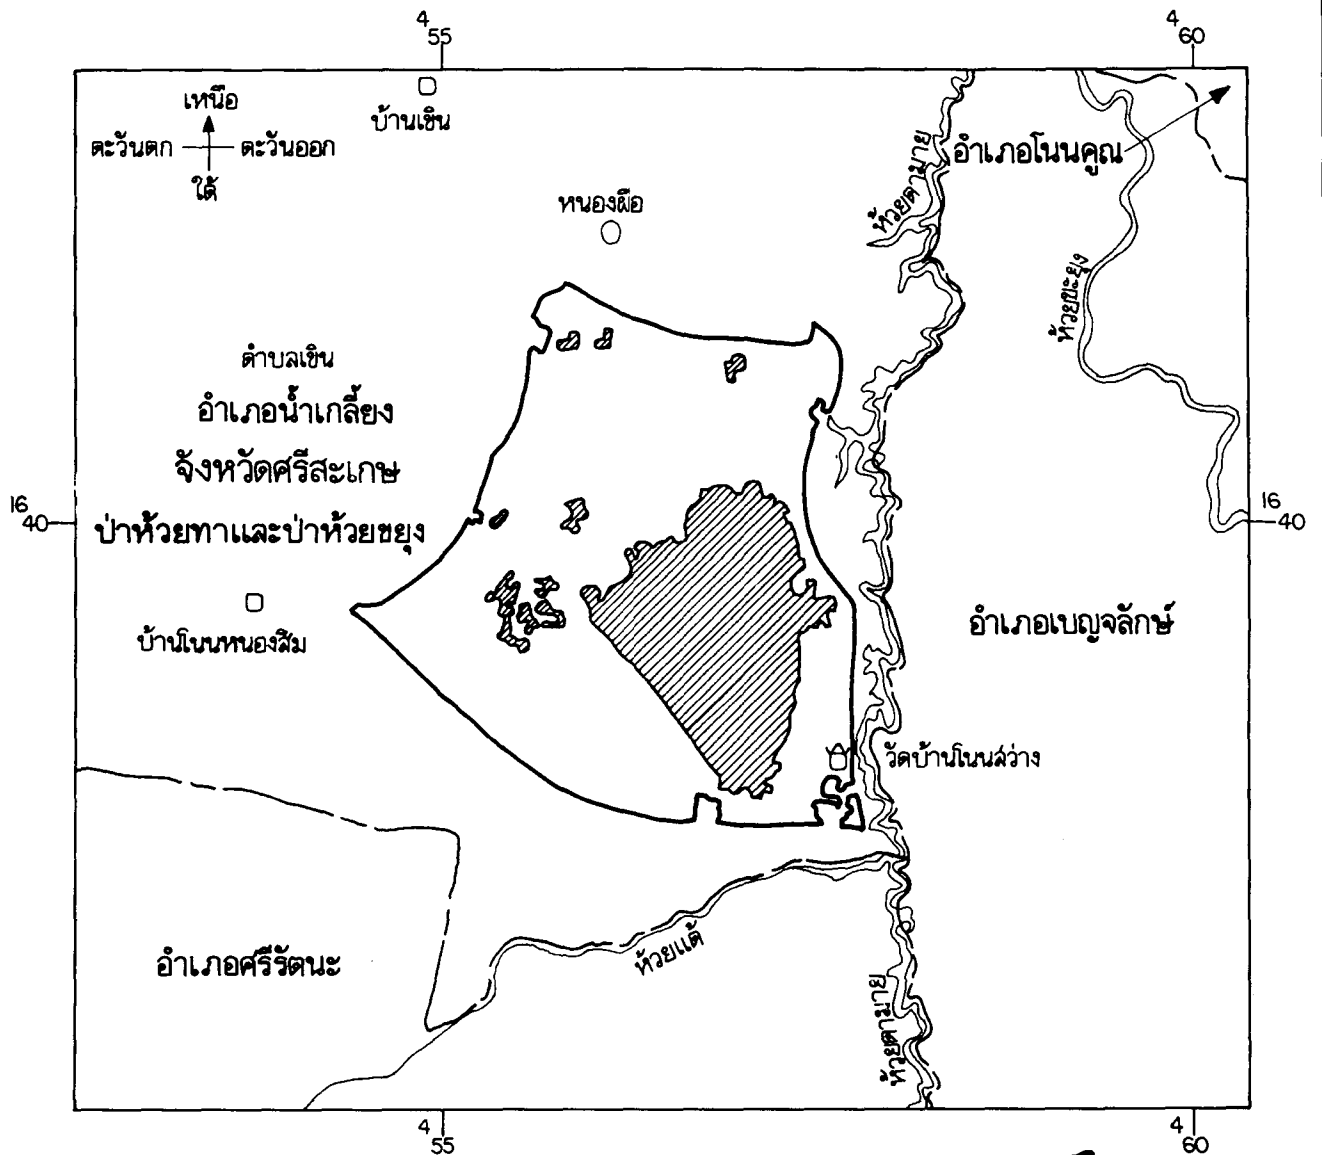 4
55
4
60
เหนือ
ตะวันตก
ตะวันออก
ใต้
บ้านเขิน
ห้วยตามาย
อำเภอโนนคูณ
หนองผือ
ห้วยขะยุง
ตำบลเขิน
อำเภอน้ำเกลี้ยง
จังหวัดศรีสะเกษ
ป่าห้วยทาและป่าห้วยขยุง
16
40
16
40
บ้านโนนหนองสิม
อำเภอเบญจลักษ์
วัดบ้านโนนสว่าง
อำเภอศรีรัตนะ
ห้วยแต้
ห้วยตามาย
4
55
4
60